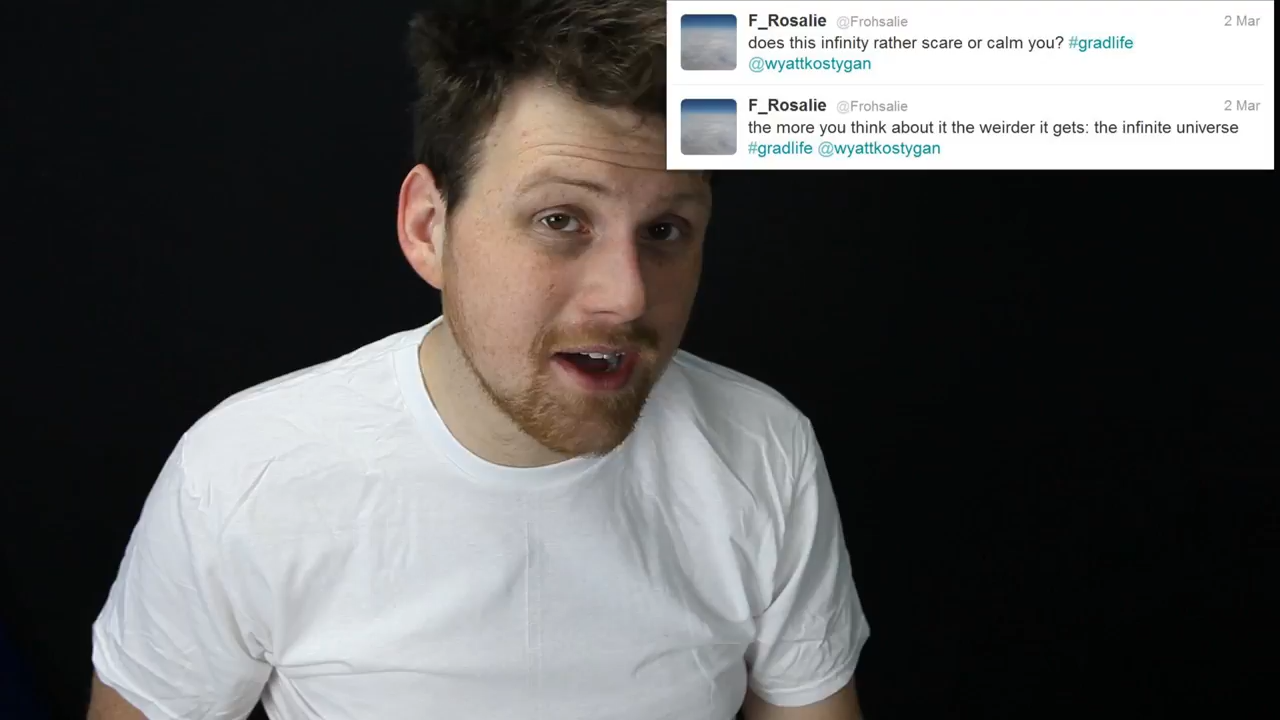 F_Rosalie @Frohsalie 2 Mar
does this infinity rather scare or calm you? #gradlife
@wyattkostygan
F_Rosalie @Frohsalie 2 Mar
the more you think about it the weirder it gets: the infinite universe
#gradlife @wyattkostygan